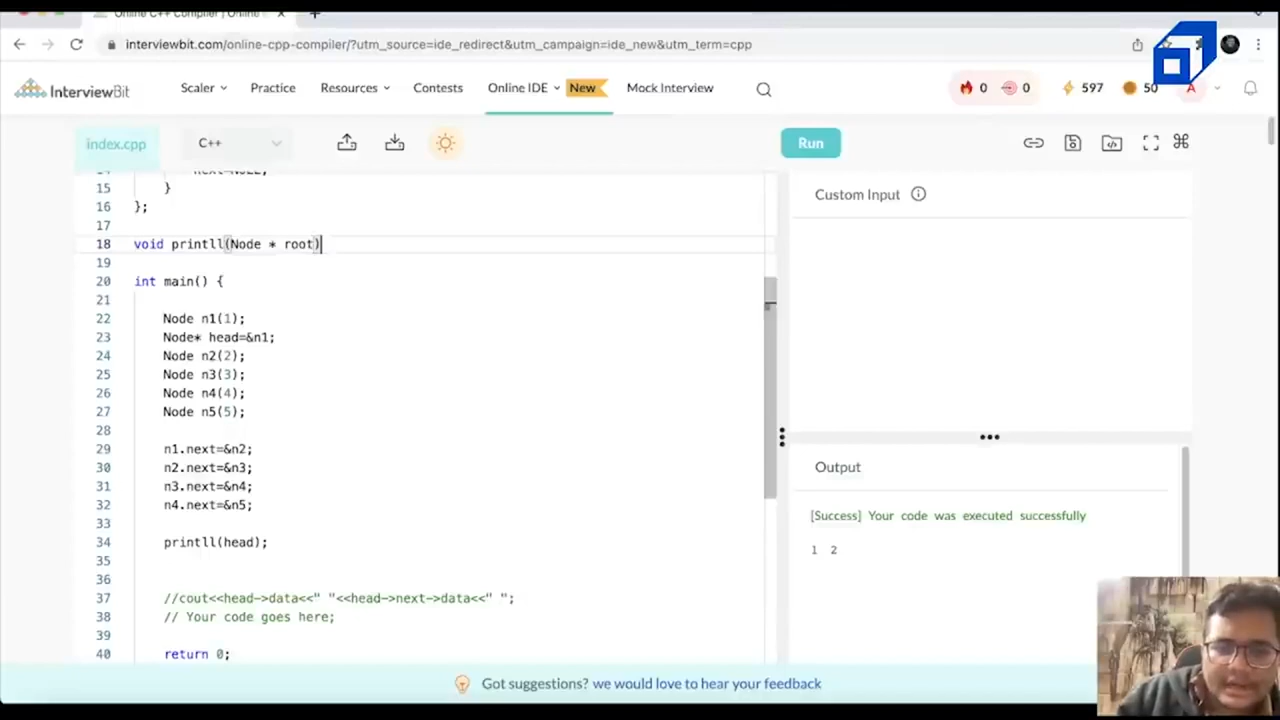 Online C++ Compiler | Online
interviewbit.com/online-cpp-compiler/?utm_source=ide_redirect&utm_campaign=ide_new&utm_term=cpp
InterviewBit
Scaler
Practice
Resources
Contests
Online IDE
New
Mock Interview
0
0
597
50
A
index.cpp
C++
Run
14 next=NULL;
15 }
16 };
17
18 void printll(Node * root)
19
20 int main() {
21
22 Node n1(1);
23 Node* head=&n1;
24 Node n2(2);
25 Node n3(3);
26 Node n4(4);
27 Node n5(5);
28
29 n1.next=&n2;
30 n2.next=&n3;
31 n3.next=&n4;
32 n4.next=&n5;
33
34 printll(head);
35
36
37 //cout<<head->data<<" "<<head->next->data<<" ";
38 // Your code goes here;
39
40 return 0;
Custom Input
Output
[Success] Your code was executed successfully
1 2
Got suggestions? we would love to hear your feedback